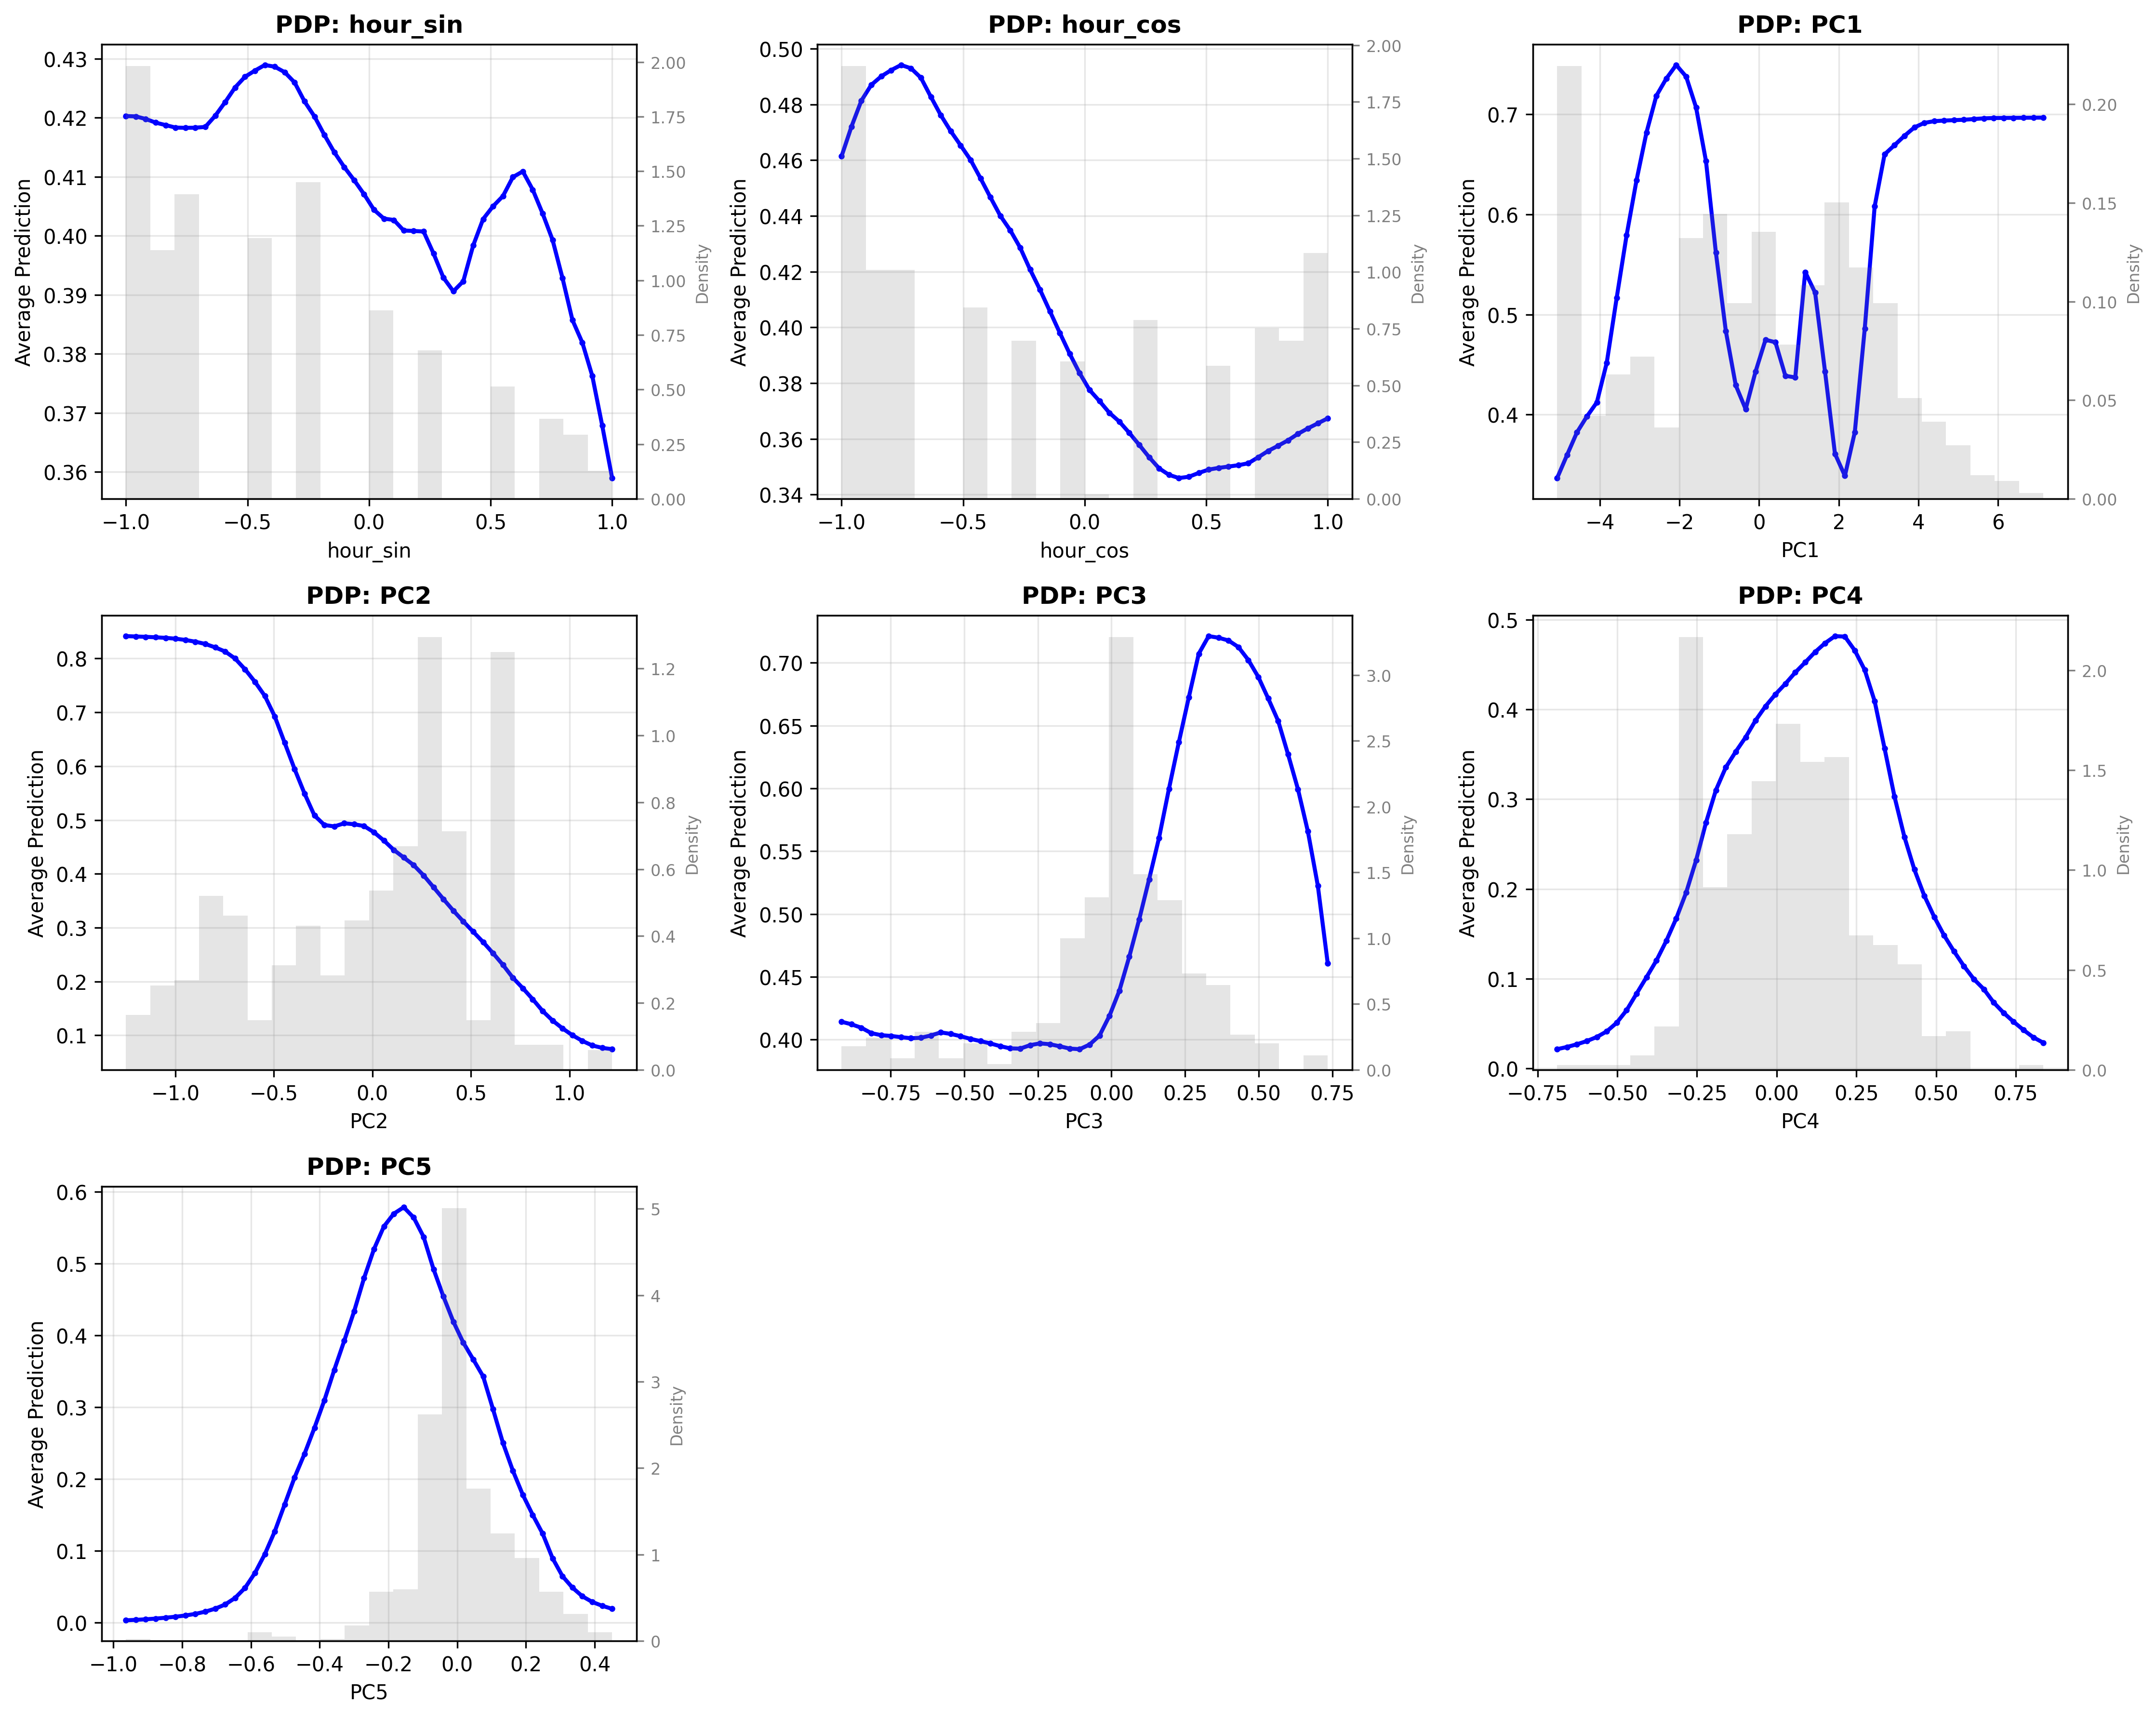 PDP: hour_sin
0.43
0.42
0.41
0.40
0.39
0.38
0.37
0.36
Average Prediction
2.00
1.75
1.50
1.25
1.00
0.75
0.50
0.25
0.00
Density
−1.0 −0.5 0.0 0.5 1.0
hour_sin
PDP: hour_cos
0.50
0.48
0.46
0.44
0.42
0.40
0.38
0.36
0.34
Average Prediction
2.00
1.75
1.50
1.25
1.00
0.75
0.50
0.25
0.00
Density
−1.0 −0.5 0.0 0.5 1.0
hour_cos
PDP: PC1
0.7
0.6
0.5
0.4
Average Prediction
0.20
0.15
0.10
0.05
0.00
Density
−4 −2 0 2 4 6
PC1
PDP: PC2
0.8
0.7
0.6
0.5
0.4
0.3
0.2
0.1
Average Prediction
1.2
1.0
0.8
0.6
0.4
0.2
0.0
Density
−1.0 −0.5 0.0 0.5 1.0
PC2
PDP: PC3
0.70
0.65
0.60
0.55
0.50
0.45
0.40
Average Prediction
3.0
2.5
2.0
1.5
1.0
0.5
0.0
Density
−0.75 −0.50 −0.25 0.00 0.25 0.50 0.75
PC3
PDP: PC4
0.5
0.4
0.3
0.2
0.1
0.0
Average Prediction
2.0
1.5
1.0
0.5
0.0
Density
−0.75 −0.50 −0.25 0.00 0.25 0.50 0.75
PC4
PDP: PC5
0.6
0.5
0.4
0.3
0.2
0.1
0.0
Average Prediction
5
4
3
2
1
0
Density
−1.0 −0.8 −0.6 −0.4 −0.2 0.0 0.2 0.4
PC5